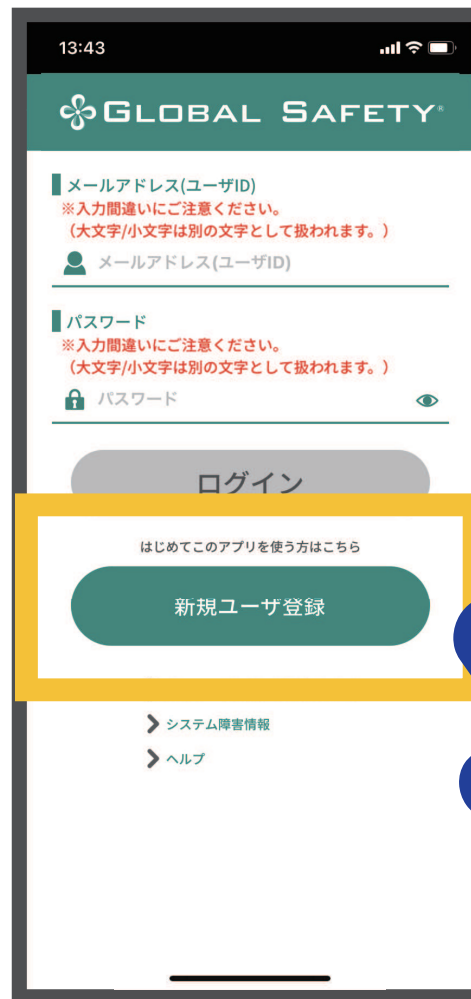 13:43
GLOBAL SAFETY®
メールアドレス(ユーザID)
※入力間違いにご注意ください。
（大文字/小文字は別の文字として扱われます。）
メールアドレス(ユーザID)
パスワード
※入力間違いにご注意ください。
（大文字/小文字は別の文字として扱われます。）
パスワード
ログイン
はじめてこのアプリを使う方はこちら
新規ユーザ登録
システム障害情報
ヘルプ